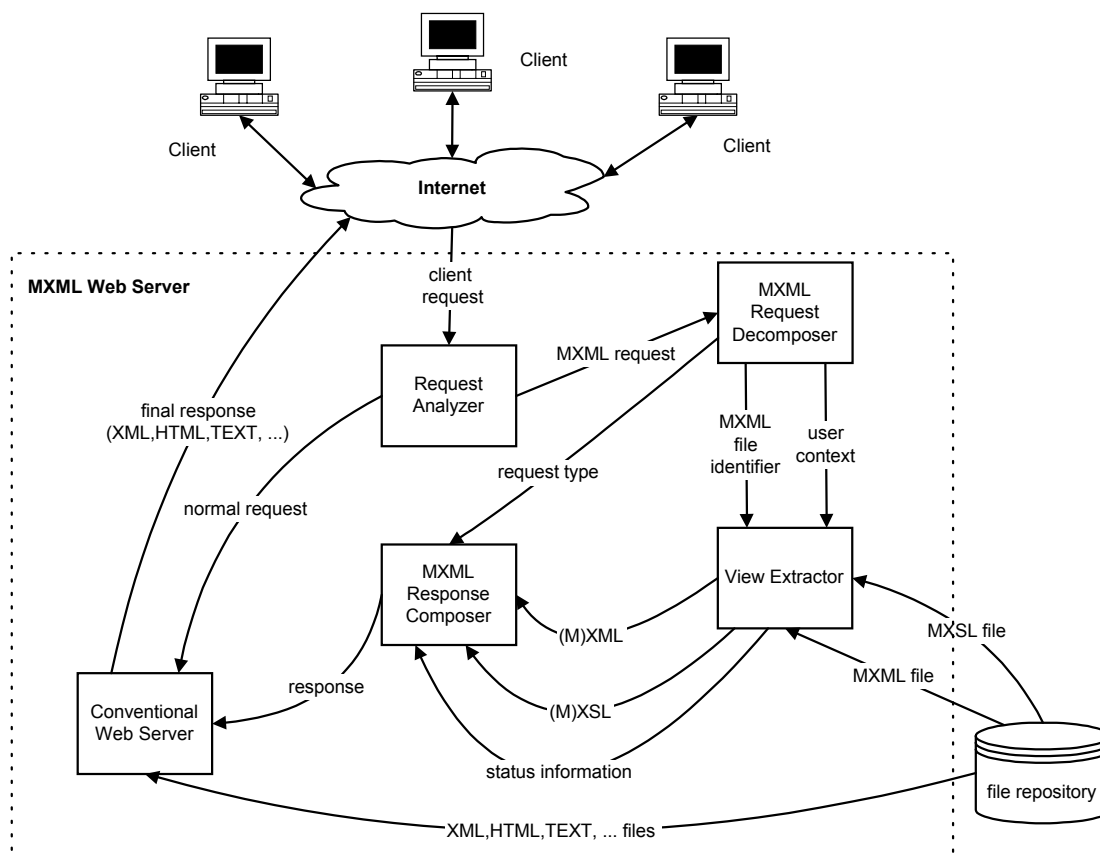 Client
Client
Client
Internet
MXML Web Server
client
request
MXML
Request
Decomposer
MXML request
Request
Analyzer
final response
(XML,HTML,TEXT, ...)
MXML
file
identifier
user
context
request type
normal request
MXML
Response
Composer
View Extractor
(M)XML
MXSL file
MXML file
response
(M)XSL
Conventional
Web Server
status information
file repository
XML,HTML,TEXT, ... files